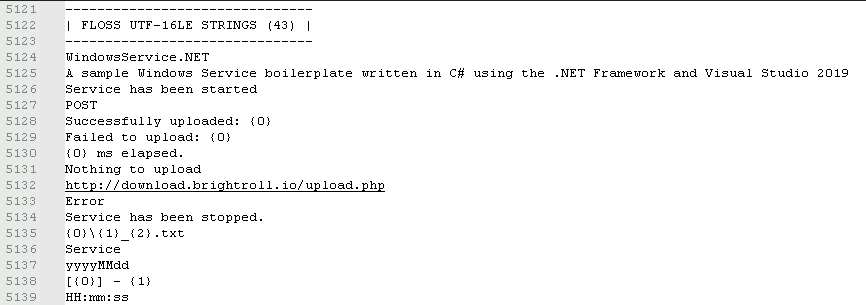 5121 -------------------------------
5122 | FLOSS UTF-16LE STRINGS (43) |
5123 -------------------------------
5124 WindowsService.NET
5125 A sample Windows Service boilerplate written in C# using the .NET Framework and Visual Studio 2019
5126 Service has been started
5127 POST
5128 Successfully uploaded: {0}
5129 Failed to upload: {0}
5130 {0} ms elapsed.
5131 Nothing to upload
5132 http://download.brightroll.io/upload.php
5133 Error
5134 Service has been stopped.
5135 {0}\{1}_{2}.txt
5136 Service
5137 yyyyMMdd
5138 [{0}] - {1}
5139 HH:mm:ss